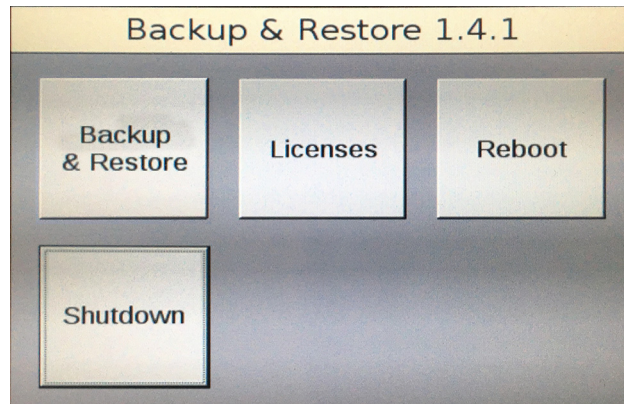 Backup & Restore 1.4.1
Backup
& Restore
Licenses
Reboot
Shutdown